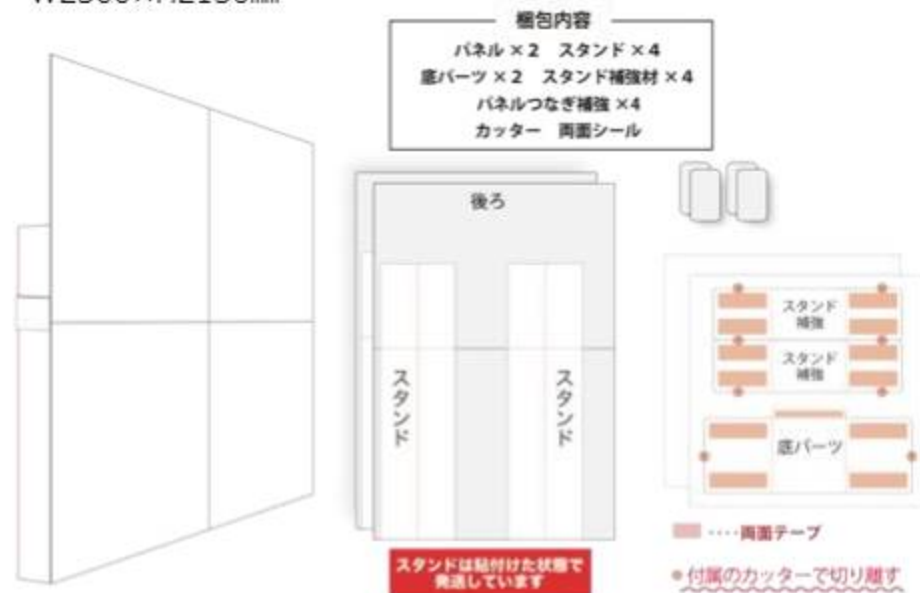 梱包内容
パネル×2 スタンド×4
底パーツ×2 スタンド補強材×4
パネルつなぎ補強×4
カッター 両面シール
後ろ
スタンド
スタンド
スタンドは貼付けた状態で
発送しています
スタンド
補強
スタンド
補強
底パーツ
····両面テープ
付属のカッターで切り離す